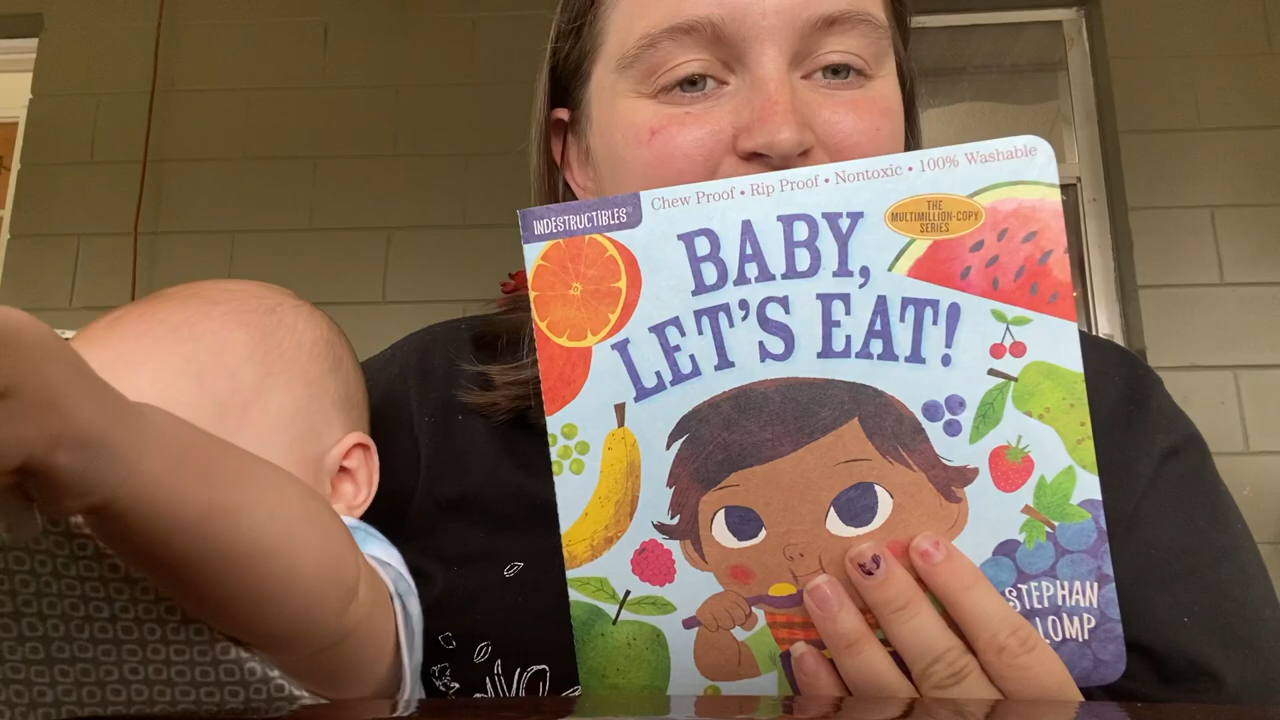 Chew Proof • Rip Proof • Nontoxic • 100% Washable
INDESTRUCTIBLES®
THE
MULTIMILLION-COPY
SERIES
BABY,
LET'S EAT!
STEPHAN
LOMP